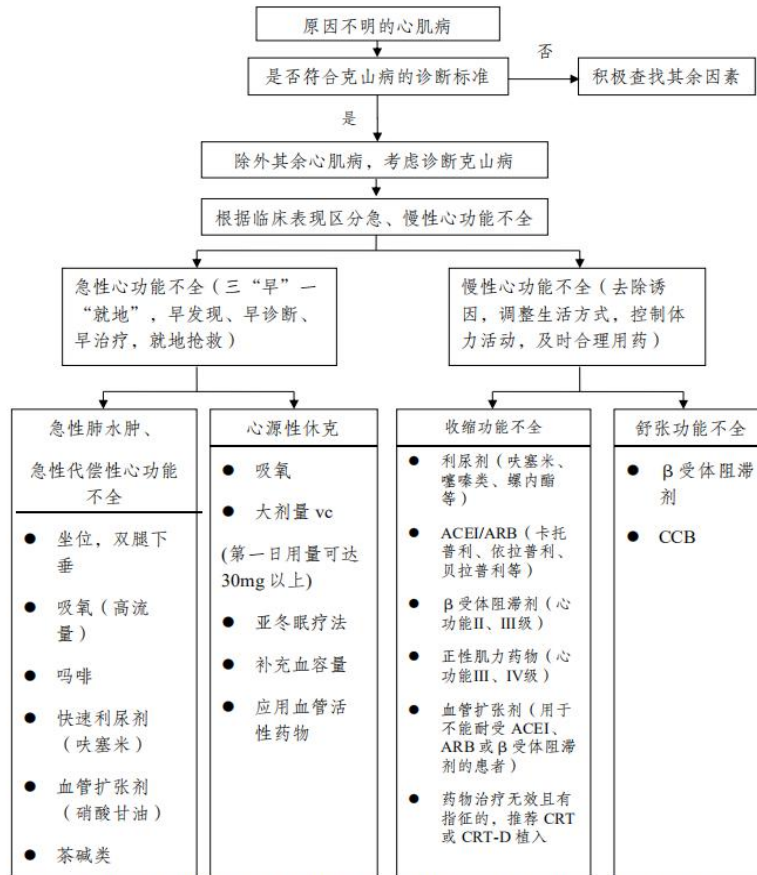 原因不明的心肌病
是否符合克山病的诊断标准
否
积极查找其余因素
是
除外其余心肌病，考虑诊断克山病
根据临床表现区分急、慢性心功能不全
急性心功能不全（三“早”一
“就地”，早发现、早诊断、
早治疗，就地抢救）
慢性心功能不全（去除诱
因，调整生活方式，控制体
力活动，及时合理用药）
急性肺水肿、
急性代偿性心功能
不全
● 坐位，双腿下
垂
● 吸氧（高流
量）
● 吗啡
● 快速利尿剂
（呋塞米）
● 血管扩张剂
（硝酸甘油）
● 茶碱类
心源性休克
● 吸氧
● 大剂量 vc
(第一日用量可达
30mg 以上)
● 亚冬眠疗法
● 补充血容量
● 应用血管活
性药物
收缩功能不全
● 利尿剂（呋塞米、
噻嗪类、螺内酯
等）
● ACEI/ARB（卡托
普利、依拉普利、
贝拉普利等）
● β受体阻滞剂（心
功能II、III级）
● 正性肌力药物（心
功能III、IV级）
● 血管扩张剂（用于
不能耐受 ACEI、
ARB 或 β 受体阻滞
剂的患者）
● 药物治疗无效且有
指征的，推荐 CRT
或 CRT-D 植入
舒张功能不全
● β受体阻滞
剂
● CCB